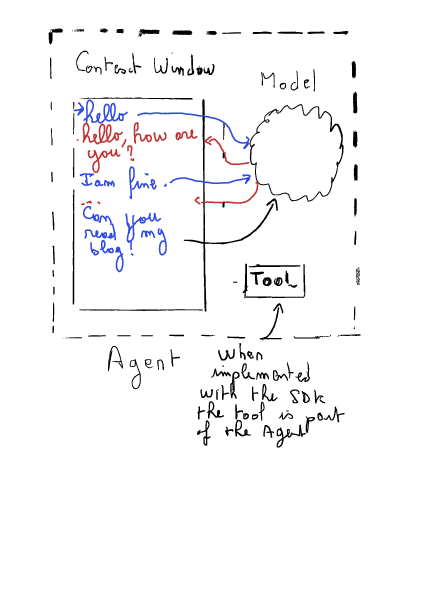 Context Window
Model
hello
hello, how are
you?
I am fine.
...
Can you
read my
blog?
Tool
Agent
When
implemented
with the SDK
the tool is part
of the Agent